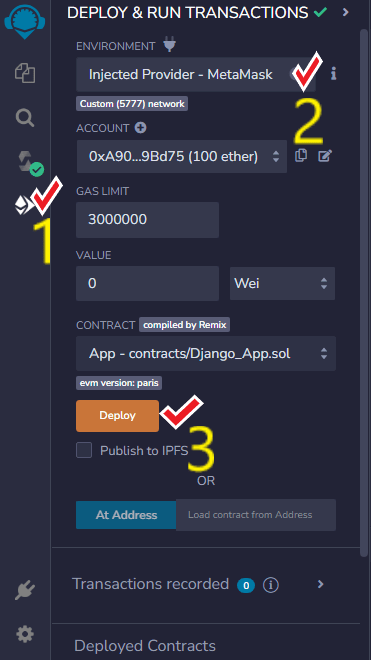 DEPLOY & RUN TRANSACTIONS
ENVIRONMENT
Injected Provider - MetaMask
2
Custom (5777) network
ACCOUNT
0xA90...9Bd75 (100 ether)
GAS LIMIT
1
3000000
VALUE
0 Wei
CONTRACT compiled by Remix
App - contracts/Django_App.sol
evm version: paris
Deploy
3
Publish to IPFS
OR
At Address Load contract from Address
Transactions recorded 0 i
Deployed Contracts